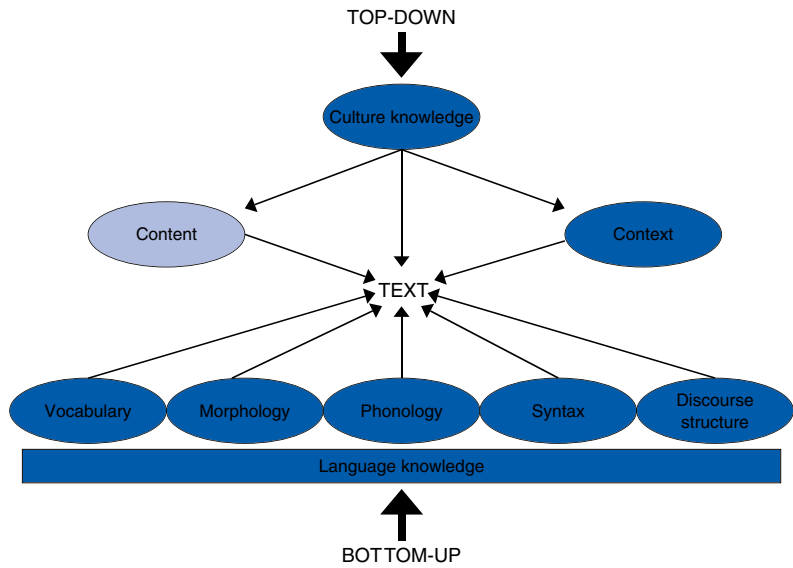 TOP-DOWN
Culture knowledge
Content
Context
TEXT
Vocabulary
Morphology
Phonology
Syntax
Discourse
structure
Language knowledge
BOTTOM-UP